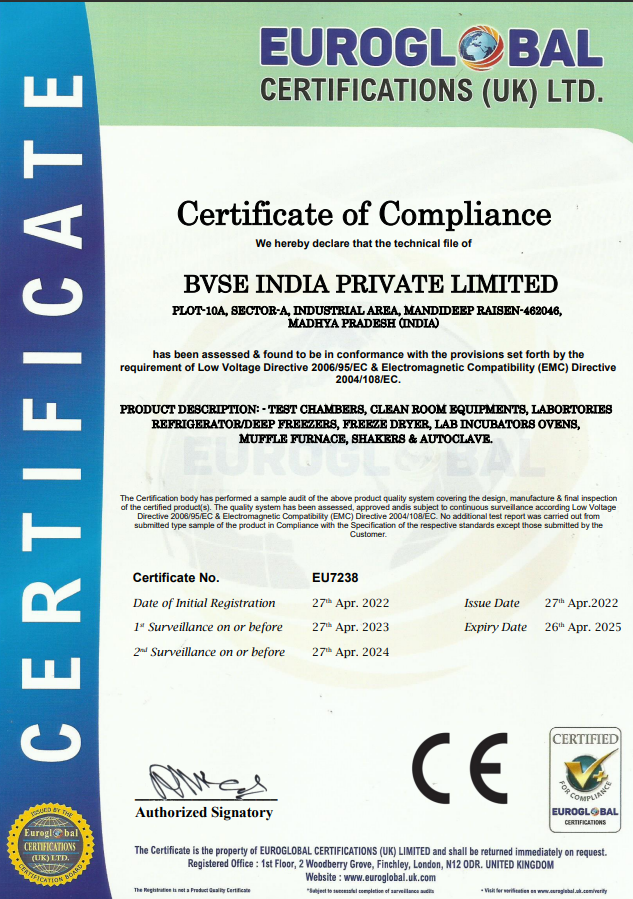 CERTIFICATE
EUROGLOBAL
CERTIFICATIONS (UK) LTD.
Certificate of Compliance
We hereby declare that the technical file of
BVSE INDIA PRIVATE LIMITED
PLOT-10A, SECTOR-A, INDUSTRIAL AREA, MANDIDEEP RAISEN-462046,
MADHYA PRADESH (INDIA)
has been assessed & found to be in conformance with the provisions set forth by the
requirement of Low Voltage Directive 2006/95/EC & Electromagnetic Compatibility (EMC) Directive
2004/108/EC.
PRODUCT DESCRIPTION: - TEST CHAMBERS, CLEAN ROOM EQUIPMENTS, LABORTORIES
REFRIGERATOR/DEEP FREEZERS, FREEZE DRYER, LAB INCUBATORS OVENS,
MUFFLE FURNACE, SHAKERS & AUTOCLAVE.
EUROGLOBAL
The Certification body has performed a sample audit of the above product quality system covering the design, manufacture & final inspection
of the certified product(s). The quality system has been assessed, approved andis subject to continuous surveillance according Low Voltage
Directive 2006/95/EC & Electromagnetic Compatibility (EMC) Directive 2004/108/EC. No additional test report was carried out from
submitted type sample of the product in Compliance with the Specification of the respective standards except those submitted by the
Customer.
Certificate No. EU7238
Date of Initial Registration 27th Apr. 2022 Issue Date 27th Apr.2022
1st Surveillance on or before 27th Apr. 2023 Expiry Date 26th Apr. 2025
2nd Surveillance on or before 27th Apr. 2024
Authorized Signatory
CE
CERTIFIED
FOR COMPLIANCE
EUROGLOBAL
CERTIFICATIONS
ISSUED BY THE
Euroglobal
CERTIFICATIONS
(UK) LTD.
CERTIFICATION BOARD
The Certificate is the property of EUROGLOBAL CERTIFICATIONS (UK) LIMITED and shall be returned immediately on request.
Registered Office : 1st Floor, 2 Woodberry Grove, Finchley, London, N12 ODR. UNITED KINGDOM
Website : www.euroglobal-uk.com
The Registration is not a Product Quality Certificate *Subject to successful completion of surveillance audits • Visit for verification on www.euroglobal-uk.com/verify